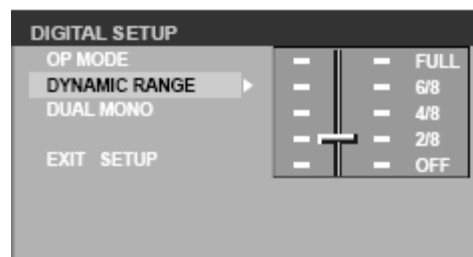 DIGITAL SETUP
OP MODE
DYNAMIC RANGE
DUAL MONO
EXIT SETUP
FULL
6/8
4/8
2/8
OFF